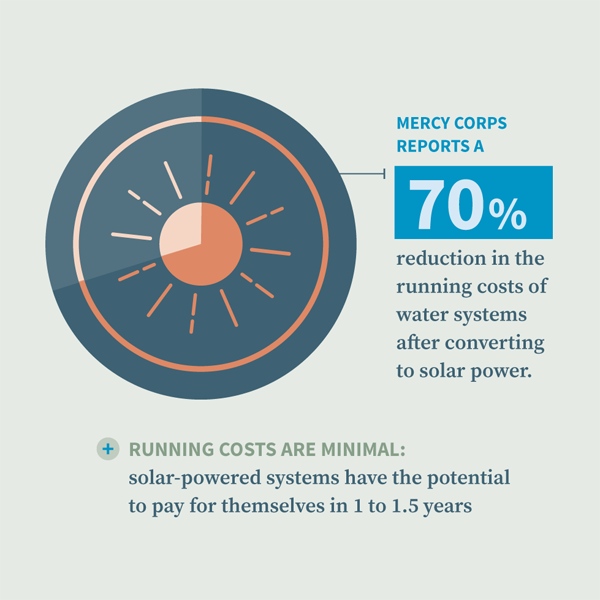 MERCY CORPS
REPORTS A
70%
reduction in the
running costs of
water systems
after converting
to solar power.
+ RUNNING COSTS ARE MINIMAL:
solar-powered systems have the potential
to pay for themselves in 1 to 1.5 years